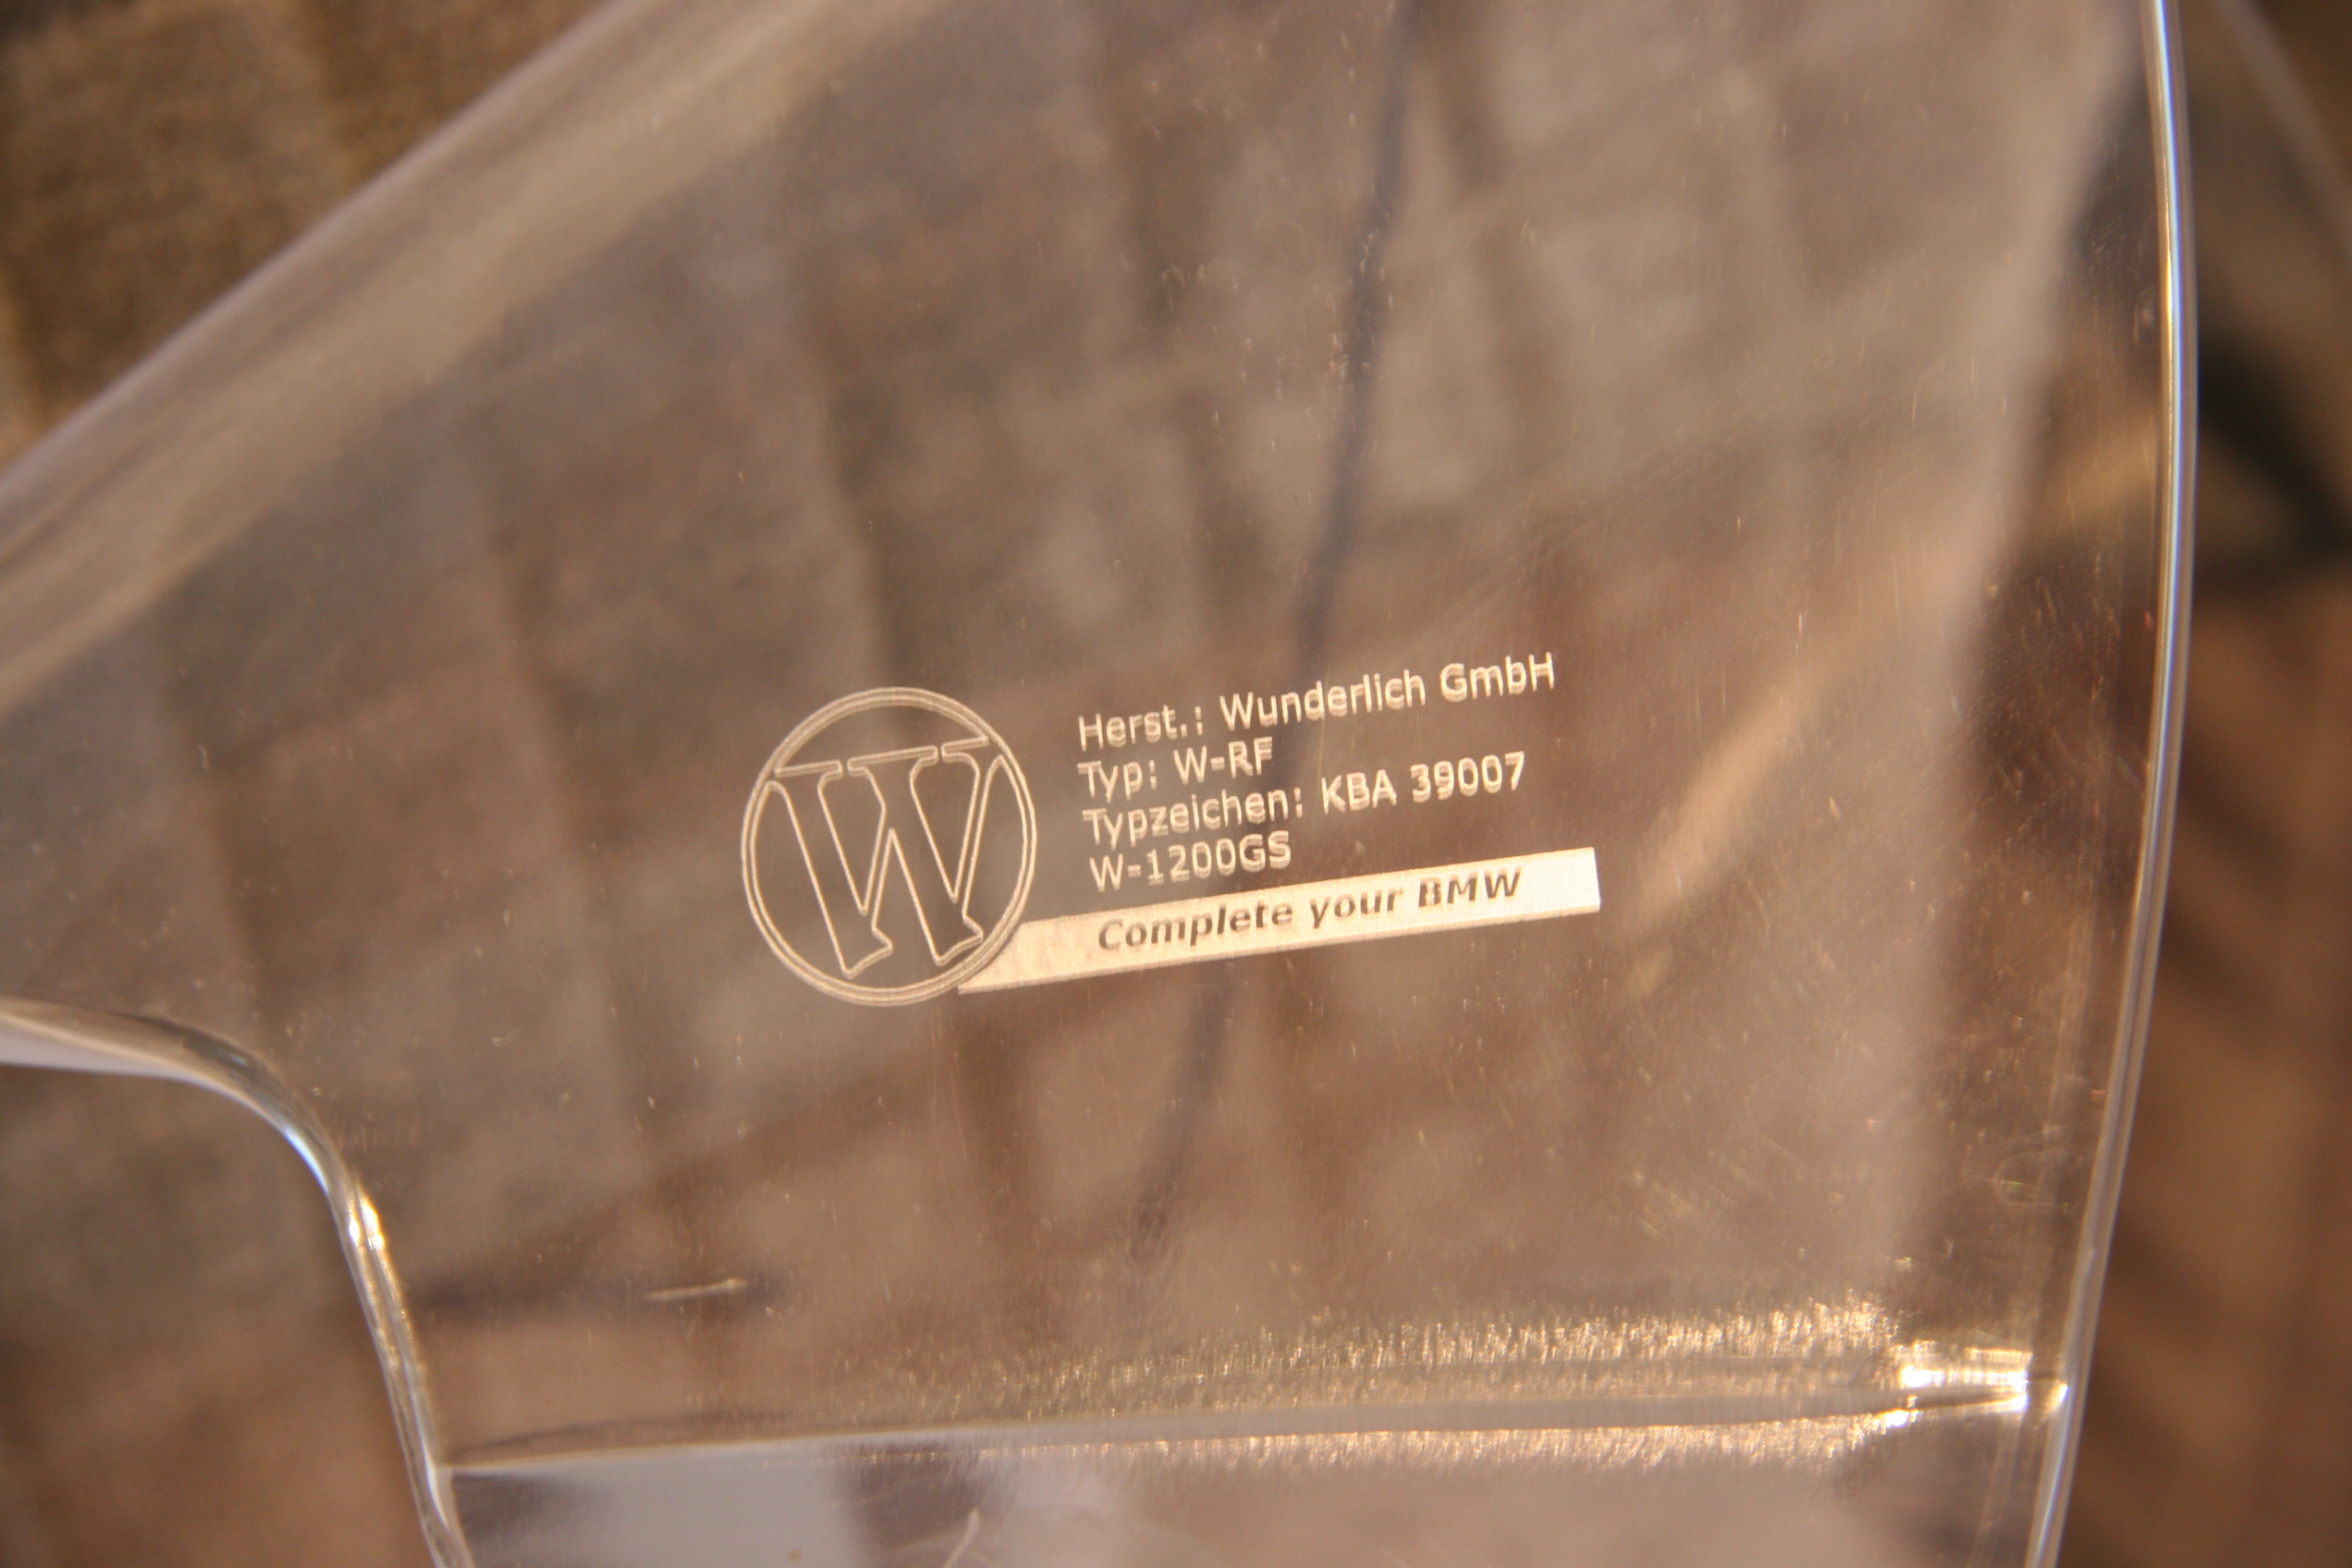 W
Herst.: Wunderlich GmbH
Typ: W-RF
Typzeichen: KBA 39007
W-1200GS
Complete your BMW